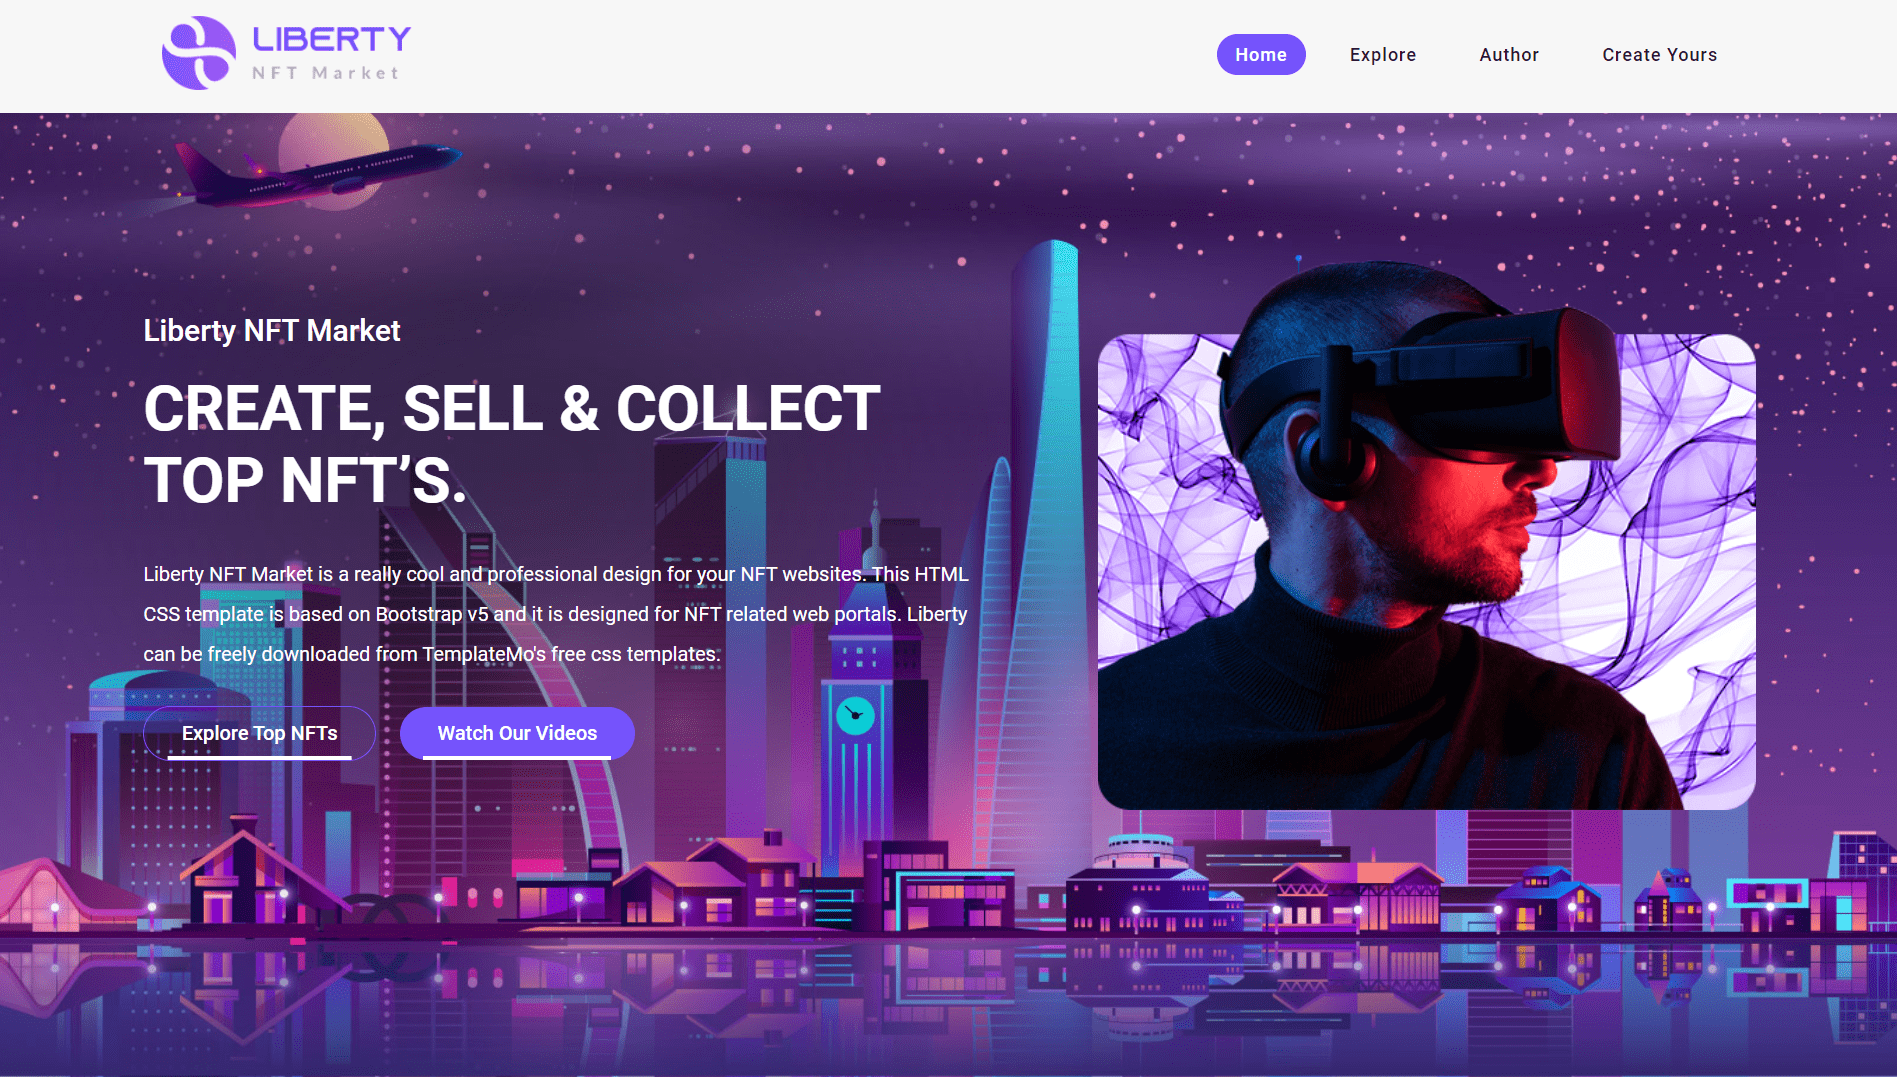 LIBERTY
NFT Market
Home
Explore
Author
Create Yours
Liberty NFT Market
CREATE, SELL & COLLECT
TOP NFT’S.
Liberty NFT Market is a really cool and professional design for your NFT websites. This HTML
CSS template is based on Bootstrap v5 and it is designed for NFT related web portals. Liberty
can be freely downloaded from TemplateMo's free css templates.
Explore Top NFTs
Watch Our Videos